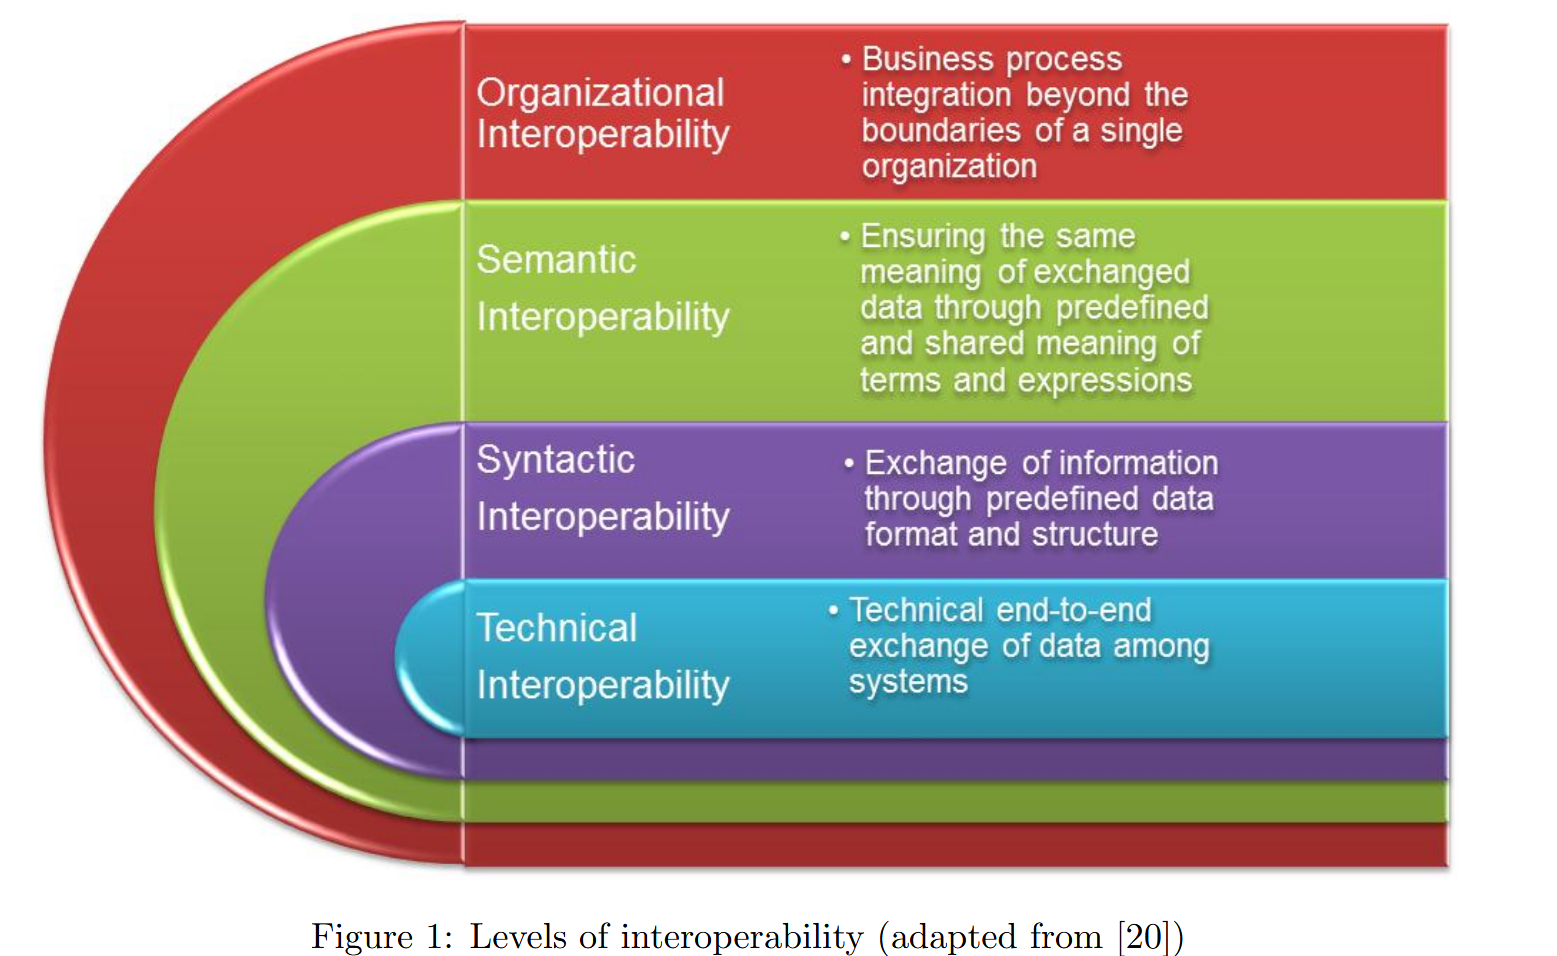 Organizational
Interoperability
• Business process
integration beyond the
boundaries of a single
organization
Semantic
Interoperability
• Ensuring the same
meaning of exchanged
data through predefined
and shared meaning of
terms and expressions
Syntactic
Interoperability
• Exchange of information
through predefined data
format and structure
Technical
Interoperability
• Technical end-to-end
exchange of data among
systems
Figure 1: Levels of interoperability (adapted from [20])